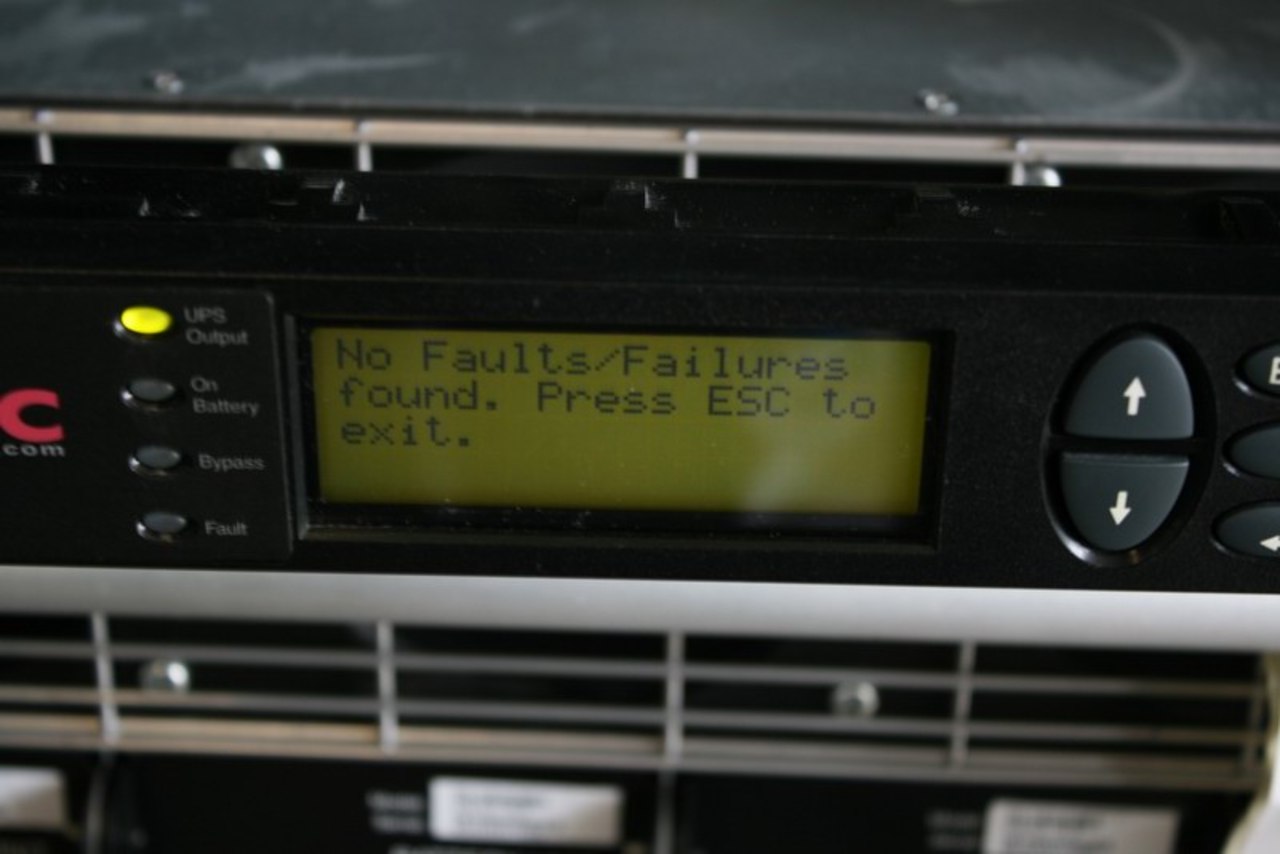 UPS
Output
On
Battery
Bypass
Fault
C
.com
No Faults/Failures
found. Press ESC to
exit.
E